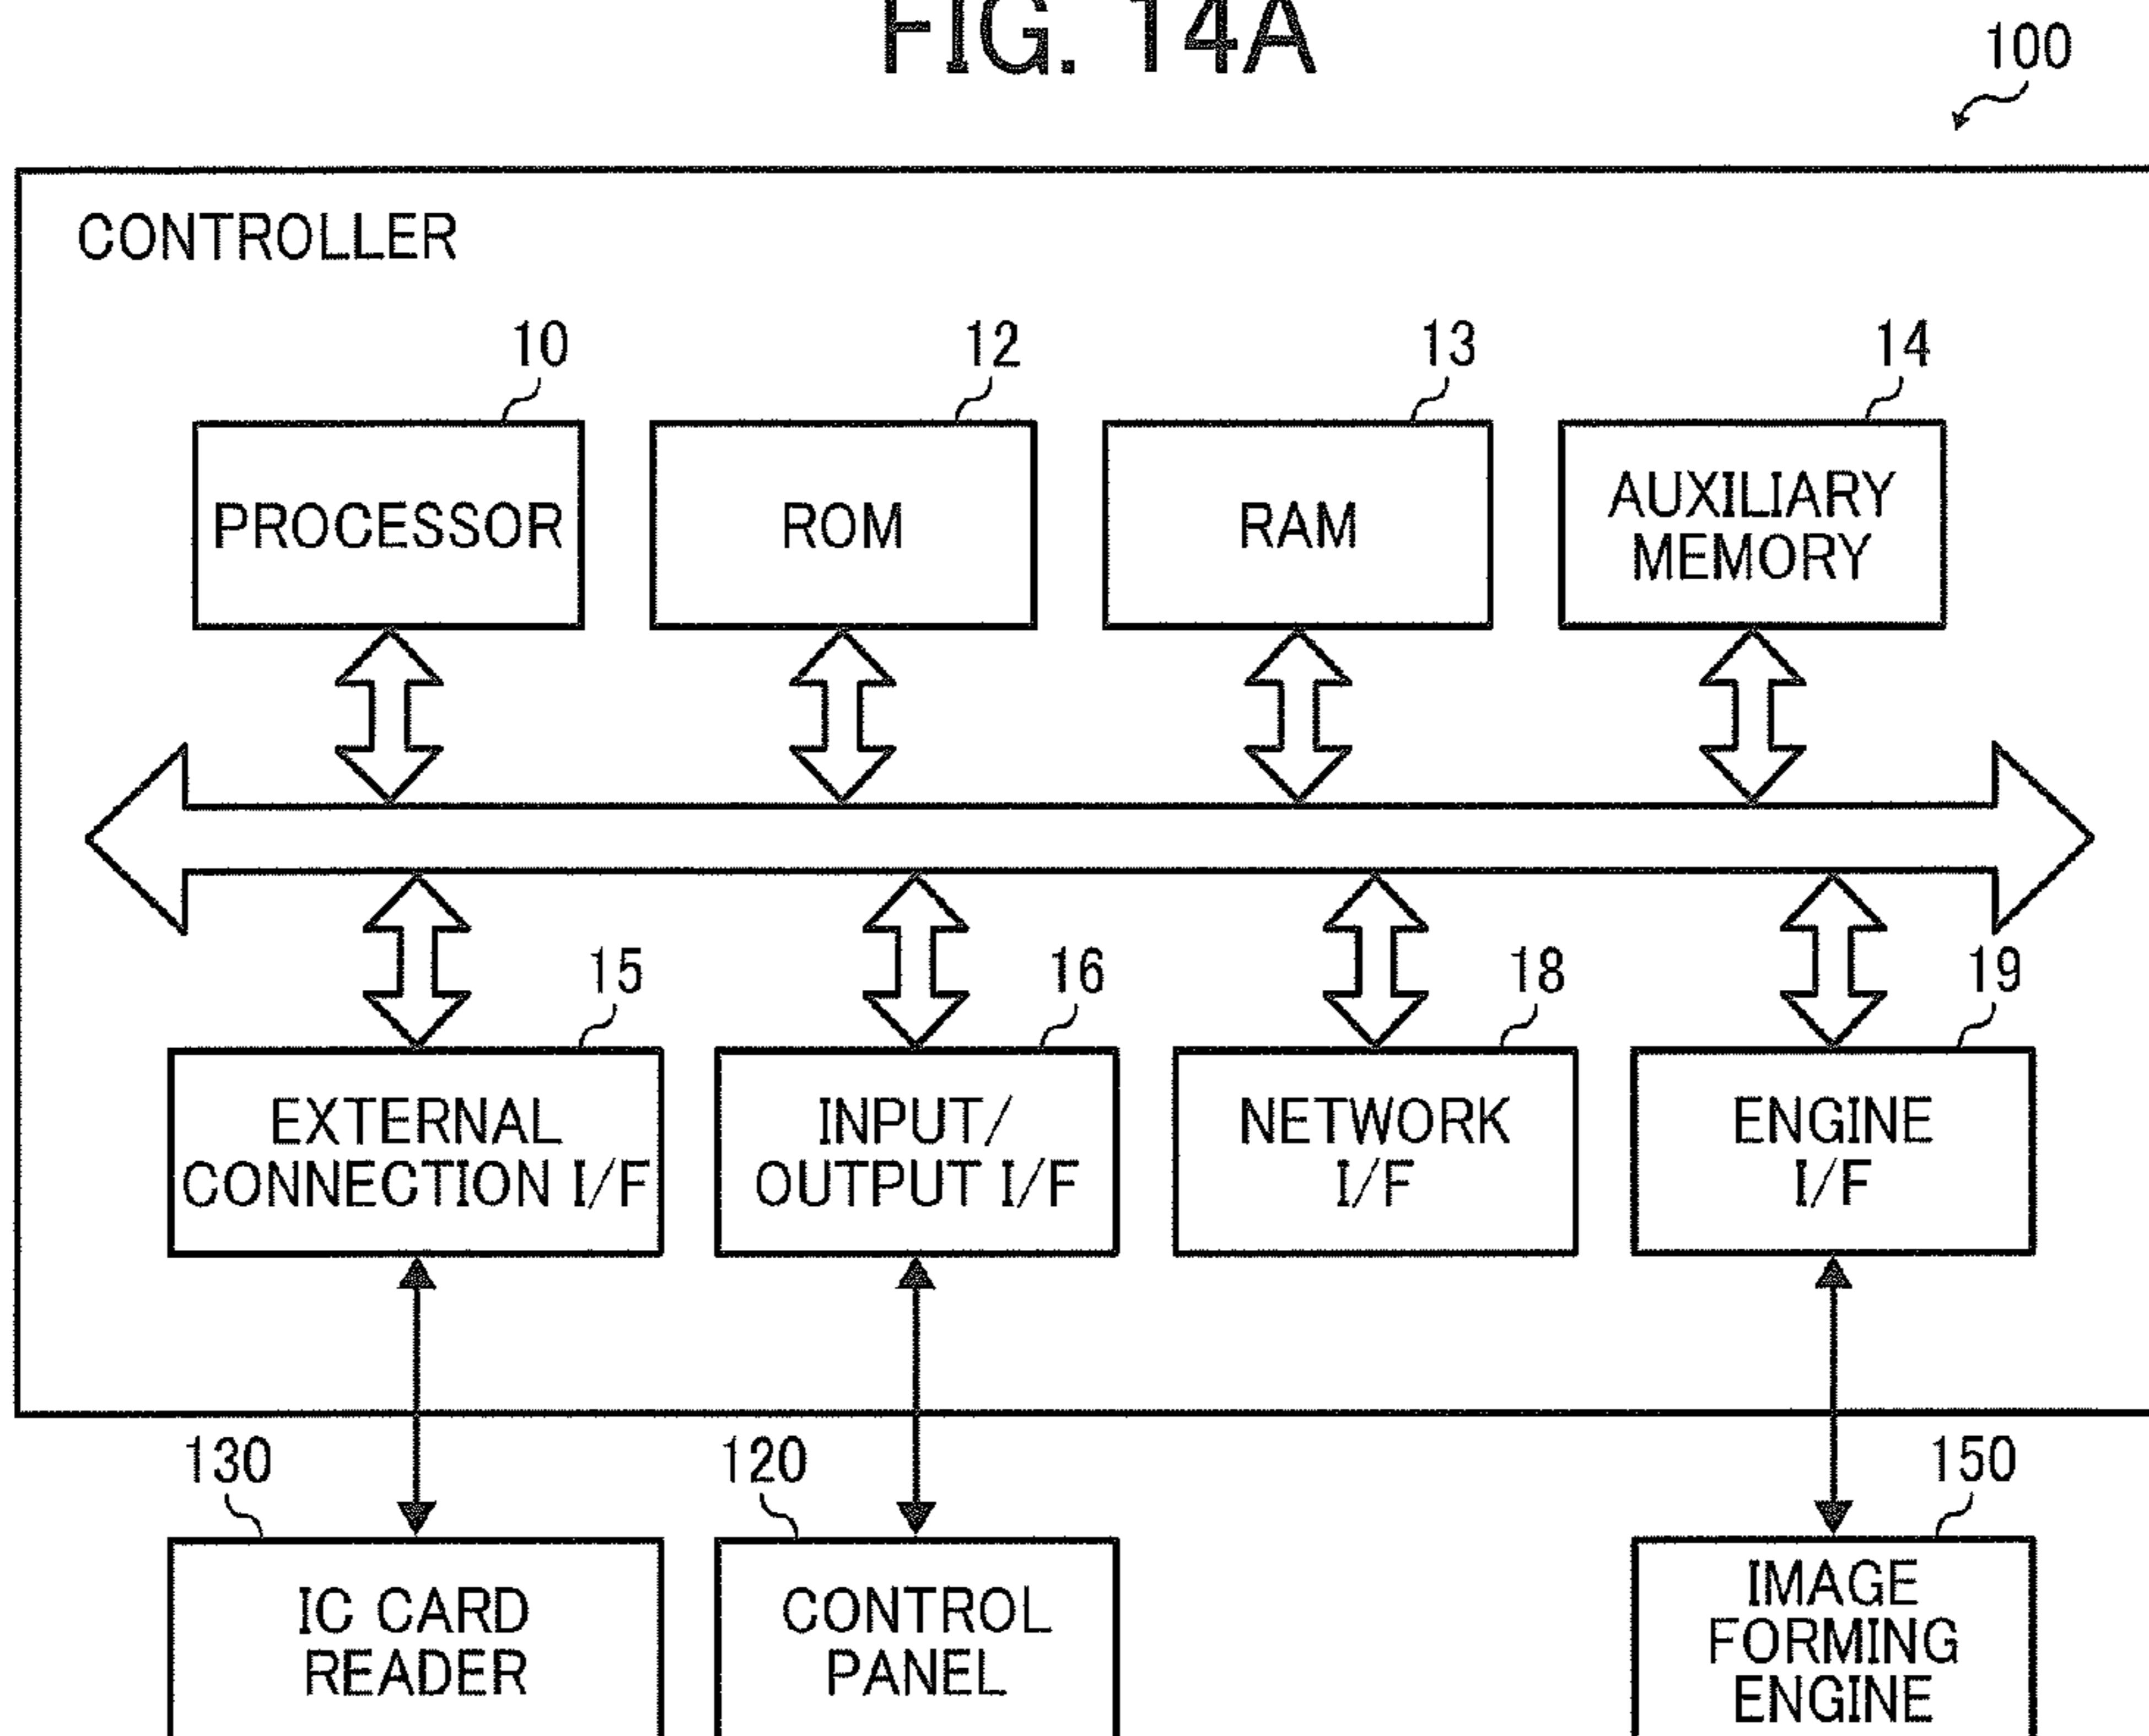 FIG. 14A
100
CONTROLLER
10
12
13
14
PROCESSOR
ROM
RAM
AUXILIARY
MEMORY
15
16
18
19
EXTERNAL
CONNECTION I/F
INPUT/
OUTPUT I/F
NETWORK
I/F
ENGINE
I/F
130
120
150
IC CARD
READER
CONTROL
PANEL
IMAGE
FORMING
ENGINE